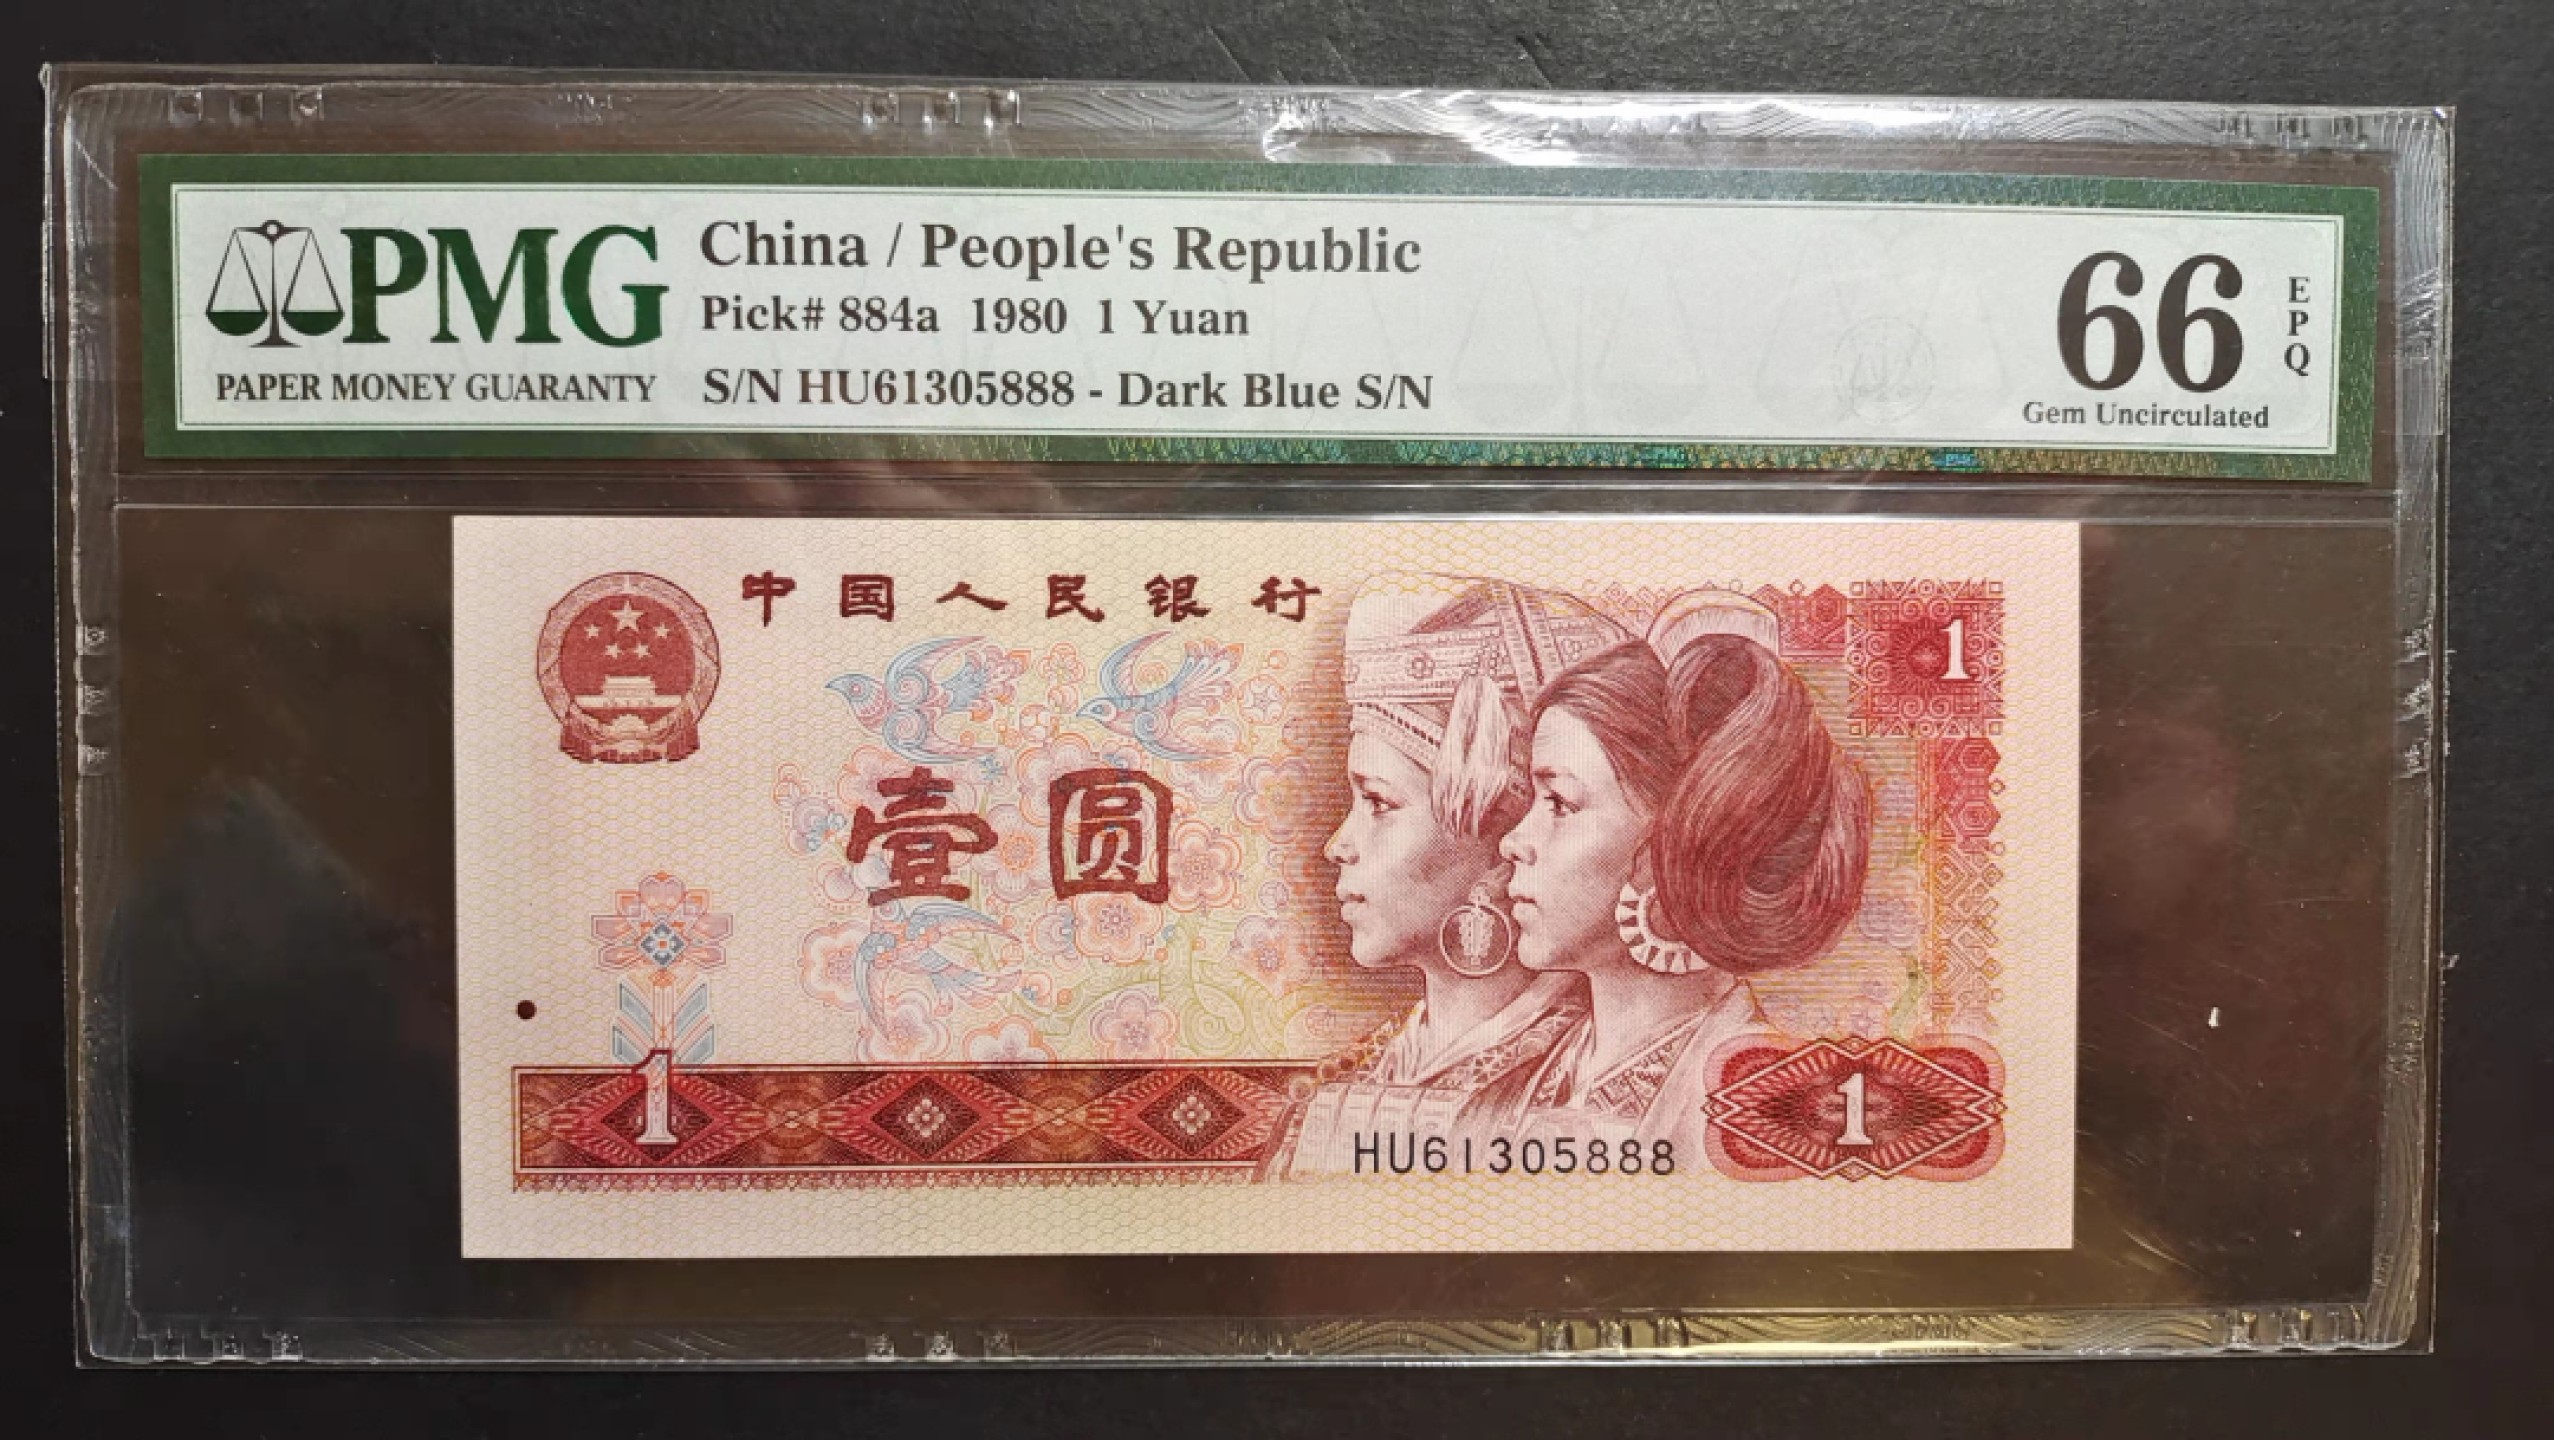 PMG
PAPER MONEY GUARANTY
China / People's Republic
Pick# 884a 1980 1 Yuan
S/N HU61305888 - Dark Blue S/N
66
EPQ
Gem Uncirculated
中国人民银行
1
壹圆
1
1
HU61305888